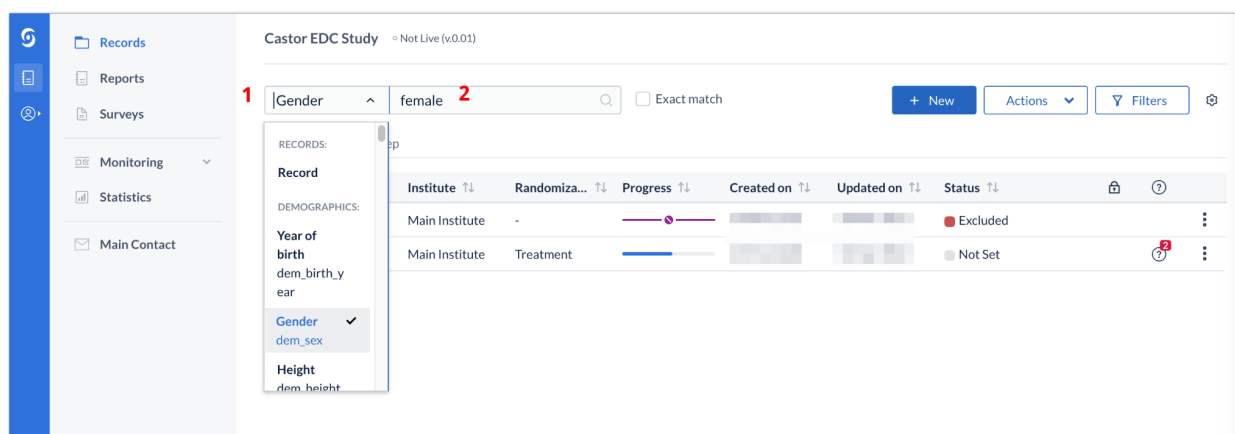 Records
Reports
Surveys
Monitoring
Statistics
Main Contact
Castor EDC Study Not Live (v.0.01)
1 Gender female 2 Exact match + New Actions Filters
RECORDS:
Record
DEMOGRAPHICS:
Year of
birth
dem_birth_y
ear
Gender
dem_sex
Height
dem_height
ep
Institute Randomiza... Progress Created on Updated on Status
Main Institute - Excluded
Main Institute Treatment Not Set 2